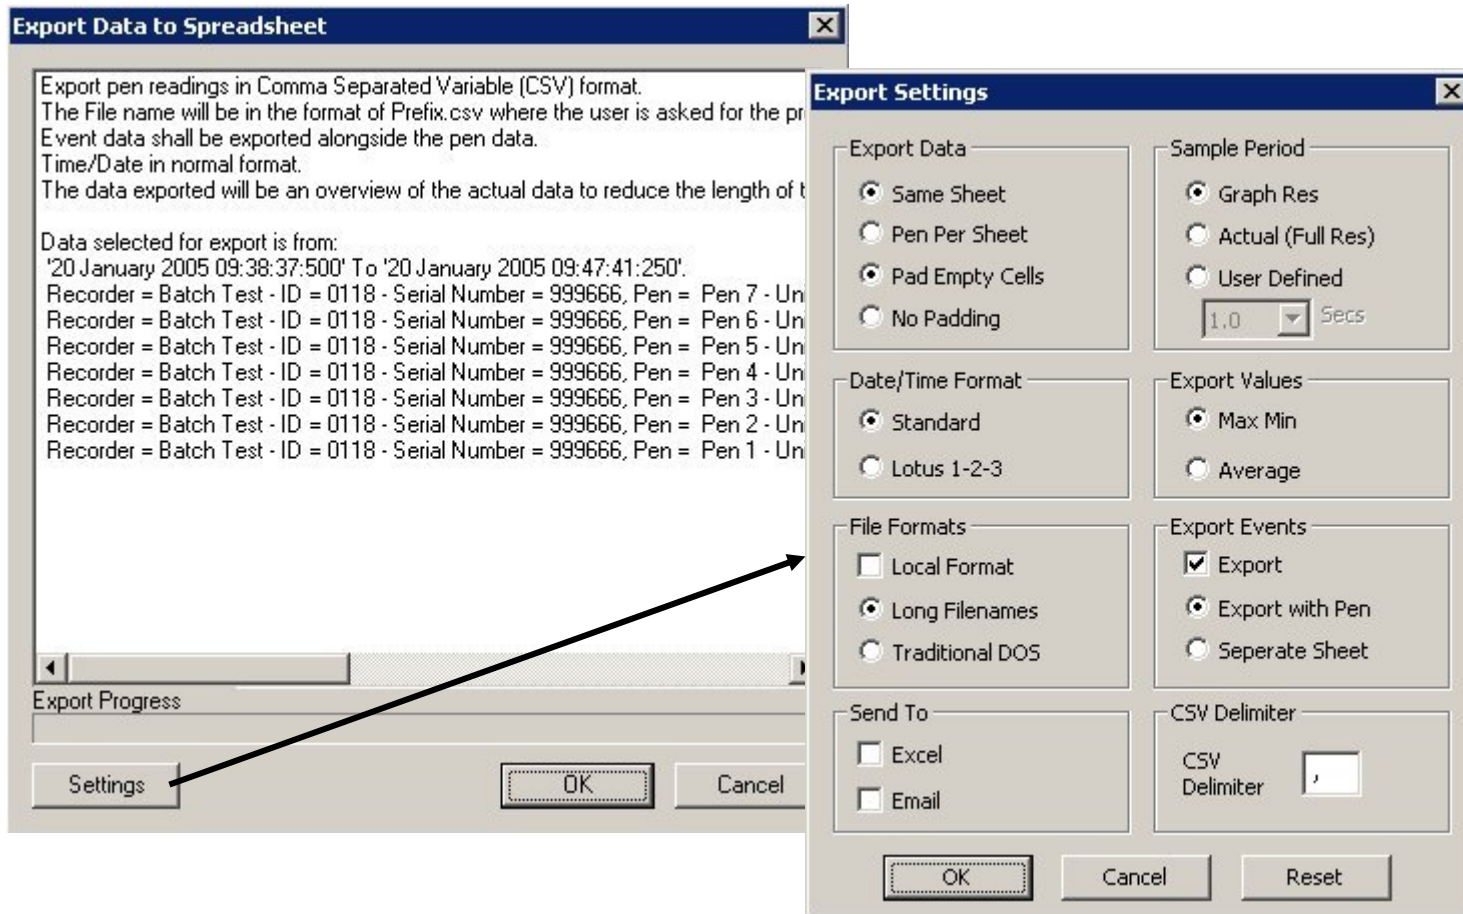 Export Data to Spreadsheet
Export pen readings in Comma Separated Variable (CSV) format.
The File name will be in the format of Prefix.csv where the user is asked for the pr
Event data shall be exported alongside the pen data.
Time/Date in normal format.
The data exported will be an overview of the actual data to reduce the length of t
Data selected for export is from:
'20 January 2005 09:38:37:500' To '20 January 2005 09:47:41:250'.
Recorder = Batch Test - ID = 0118 - Serial Number = 999666, Pen = Pen 7 - Uni
Recorder = Batch Test - ID = 0118 - Serial Number = 999666, Pen = Pen 6 - Uni
Recorder = Batch Test - ID = 0118 - Serial Number = 999666, Pen = Pen 5 - Uni
Recorder = Batch Test - ID = 0118 - Serial Number = 999666, Pen = Pen 4 - Uni
Recorder = Batch Test - ID = 0118 - Serial Number = 999666, Pen = Pen 3 - Uni
Recorder = Batch Test - ID = 0118 - Serial Number = 999666, Pen = Pen 2 - Uni
Recorder = Batch Test - ID = 0118 - Serial Number = 999666, Pen = Pen 1 - Uni
Export Progress
Settings
OK
Cancel
Export Settings
Export Data
Same Sheet
Pen Per Sheet
Pad Empty Cells
No Padding
Sample Period
Graph Res
Actual (Full Res)
User Defined
1.0 Secs
Date/Time Format
Standard
Lotus 1-2-3
Export Values
Max Min
Average
File Formats
Local Format
Long Filenames
Traditional DOS
Export Events
Export
Export with Pen
Seperate Sheet
Send To
Excel
Email
CSV Delimiter
CSV
Delimiter
,
OK
Cancel
Reset